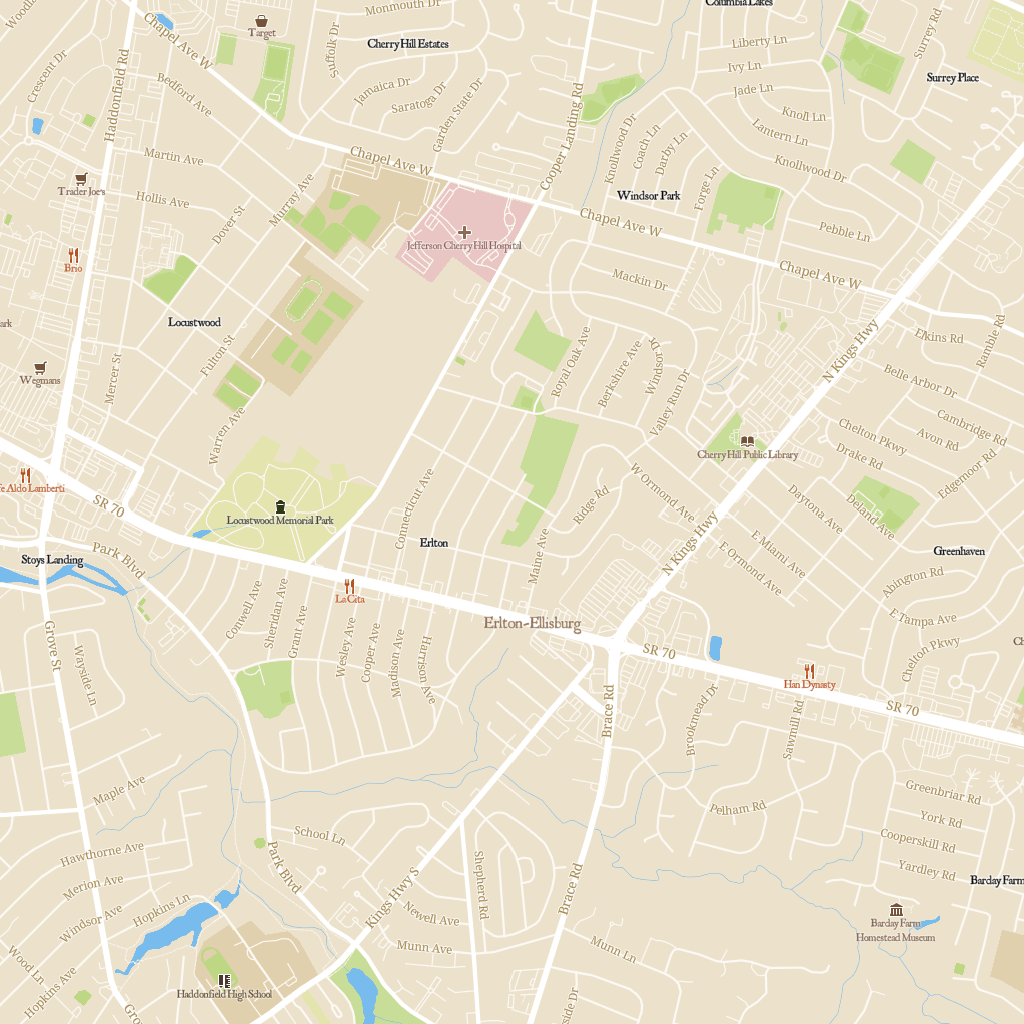 Columbia Lakes
Monmouth Dr
Woodla
Chapel Ave W
Target
Suffolk Dr
Cherry Hill Estates
Liberty Ln
Surrey Rd
Crescent Dr
Haddonfield Rd
Bedford Ave
Jamaica Dr
Saratoga Dr
Garden State Dr
Ivy Ln
Jade Ln
Surrey Place
Cooper Landing Rd
Knollwood Dr
Coach Ln
Darby Ln
Knoll Ln
Lantern Ln
Martin Ave
Chapel Ave W
Knollwood Dr
Trader Joe's
Hollis Ave
Murray Ave
Dover St
Windsor Park
Forge Ln
Chapel Ave W
Pebble Ln
Jefferson Cherry Hill Hospital
Brio
Mackin Dr
Chapel Ave W
Locustwood
ark
N Kings Hwy
Elkins Rd
Ramble Rd
Fulton St
Mercer St
Wegmans
Royal Oak Ave
Berkshire Ave
Windsor Dr
Valley Run Dr
Belle Arbor Dr
Warren Ave
Chelton Pkwy
Cambridge Rd
Avon Rd
Drake Rd
Edgemoor Rd
Cherry Hill Public Library
fe Aldo Lamberti
SR 70
Connecticut Ave
W Ormond Ave
Ridge Rd
Daytona Ave
Deland Ave
Locustwood Memorial Park
Erlton
N Kings Hwy
Maine Ave
E Miami Ave
E Ormond Ave
Greenhaven
Stoys Landing
Park Blvd
Abington Rd
La Cita
E Tampa Ave
Conwell Ave
Sheridan Ave
Grant Ave
Wesley Ave
Cooper Ave
Madison Ave
Harrison Ave
Erlton-Ellisburg
SR 70
Chelton Pkwy
Ch
Grove St
Wayside Ln
Han Dynasty
Brace Rd
Brookmead Dr
Sawmill Rd
SR 70
Maple Ave
Pelham Rd
Greenbriar Rd
York Rd
School Ln
Cooperskill Rd
Hawthorne Ave
Yardley Rd
Merion Ave
Park Blvd
Shepherd Rd
Kings Hwy S
Brace Rd
Barclay Farm
Windsor Ave
Hopkins Ln
Newell Ave
Barclay Farm
Homestead Museum
Munn Ave
Munn Ln
Wood Ln
Hopkins Ave
Haddonfield High School
Gro
side Dr